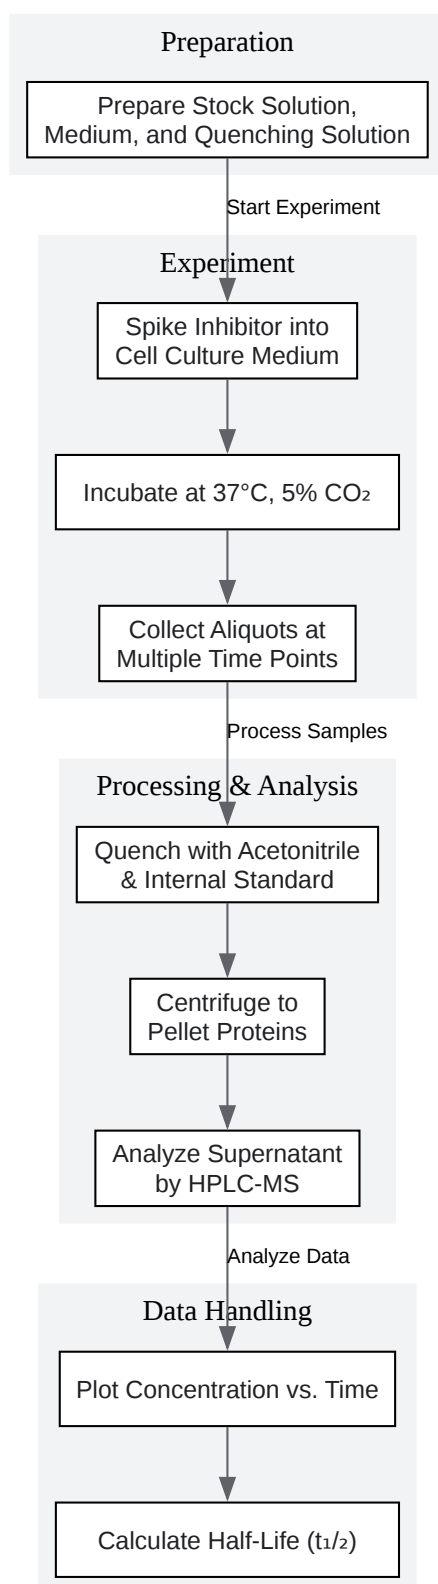 Preparation
Prepare Stock Solution,
Medium, and Quenching Solution
Start Experiment
Experiment
Spike Inhibitor into
Cell Culture Medium
Incubate at 37°C, 5% CO₂
Collect Aliquots at
Multiple Time Points
Process Samples
Processing & Analysis
Quench with Acetonitrile
& Internal Standard
Centrifuge to
Pellet Proteins
Analyze Supernatant
by HPLC-MS
Analyze Data
Data Handling
Plot Concentration vs. Time
Calculate Half-Life (t₁/₂)